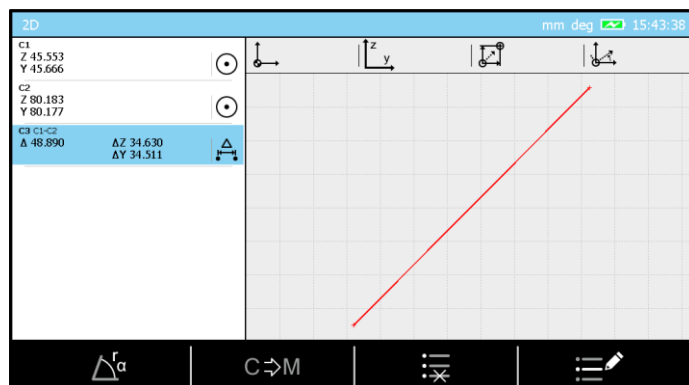 2D
mm deg 15:43:38
C1
Z 45.553
Y 45.666
C2
Z 80.183
Y 80.177
C3 C1-C2
Δ 48.890 ΔZ 34.630
ΔY 34.511
Δ
z
y
r
α
C⇨M